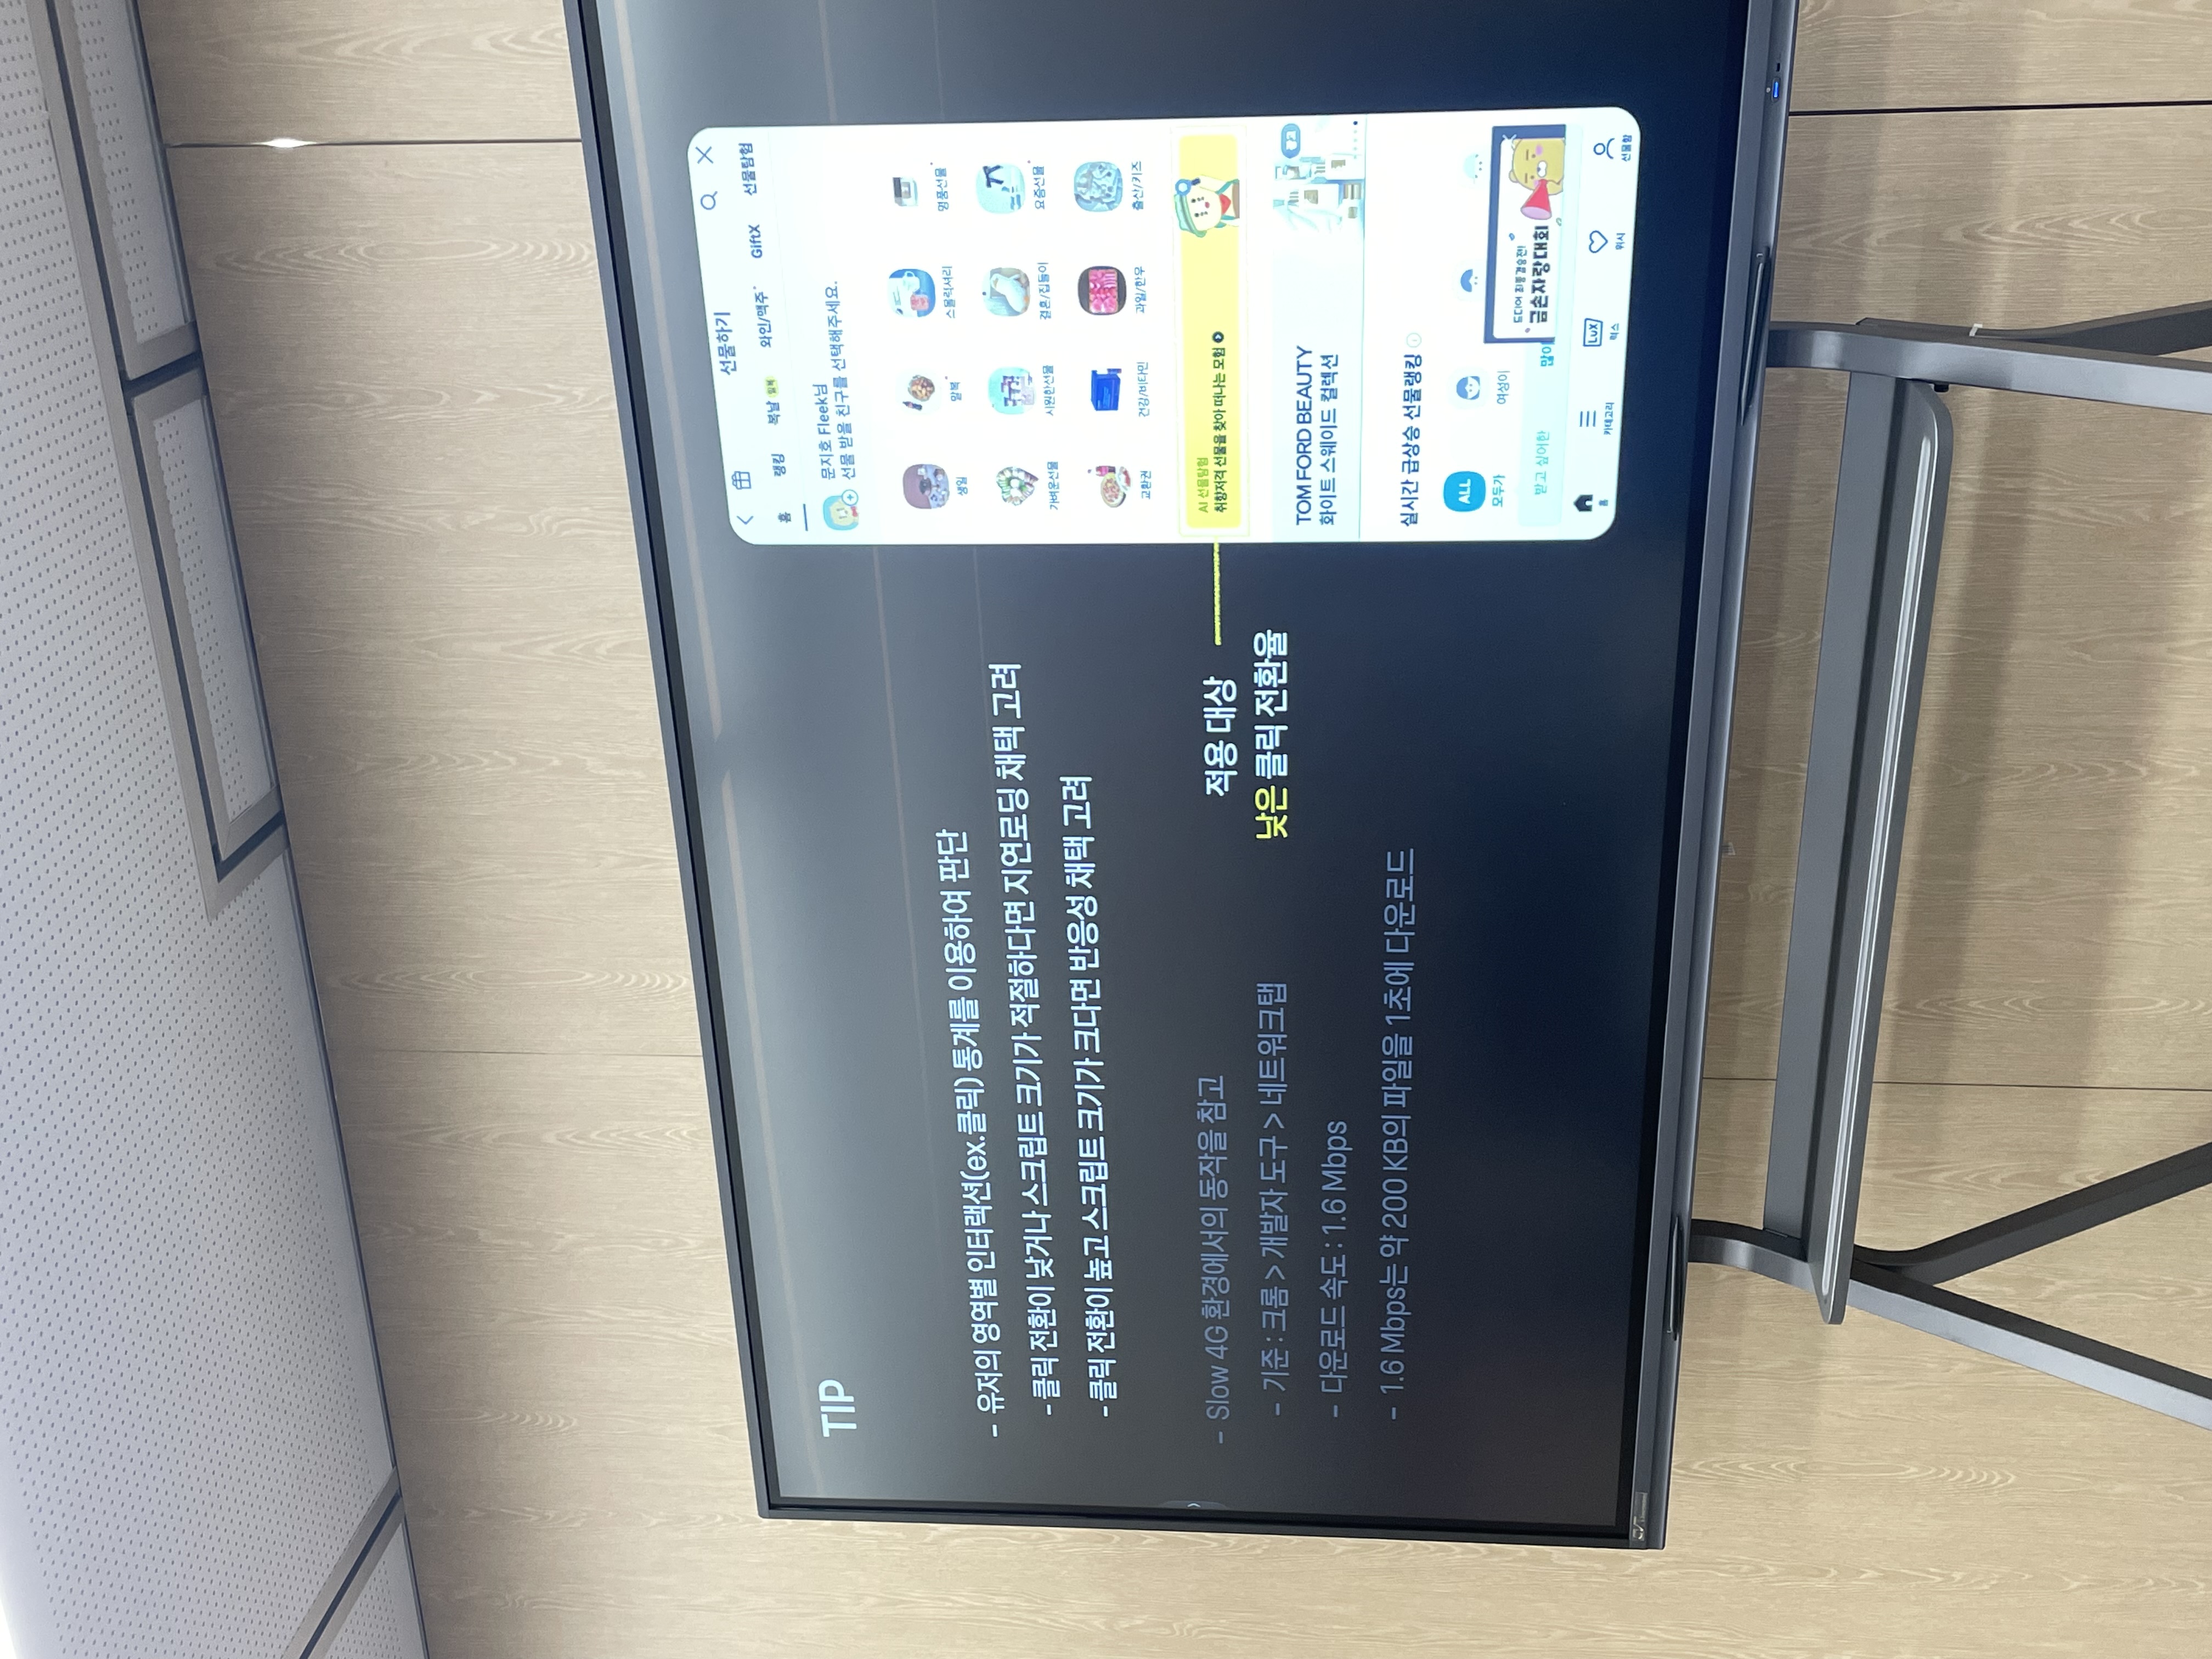 TIP
- 유저의 영역별 인터랙션(ex.클릭) 통계를 이용하여 판단
- 클릭 전환이 낮거나 스크립트 크기가 적절하다면 지연로딩 채택 고려
- 클릭 전환이 높고 스크립트 크기가 크다면 반응성 채택 고려
- Slow 4G 환경에서의 동작을 참고
- 기준 : 크롬 > 개발자 도구 > 네트워크탭
- 다운로드 속도 : 1.6 Mbps
- 1.6 Mbps는 약 200 KB의 파일을 1초에 다운로드
적용 대상
낮은 클릭 전환율
선물하기
홈 랭킹 복날 와인/맥주 GiftX 선물탐험
문지호 Fleek님
선물 받을 친구를 선택해주세요.
생일 말복 스몰럭셔리 명품선물
가벼운선물 시원한선물 결혼/집들이 요즘선물
교환권 건강/비타민 과일/한우 출산/키즈
AI 선물탐험
취향저격 선물을 찾아 떠나는 모험
광고
TOM FORD BEAUTY
화이트 스웨이드 컬렉션
실시간 급상승 선물랭킹
ALL
모두가 여성이
받고 싶어한 많이
드디어 최종결승전!
금손자랑대회
LUX
홈 카테고리 럭스 위시 선물함